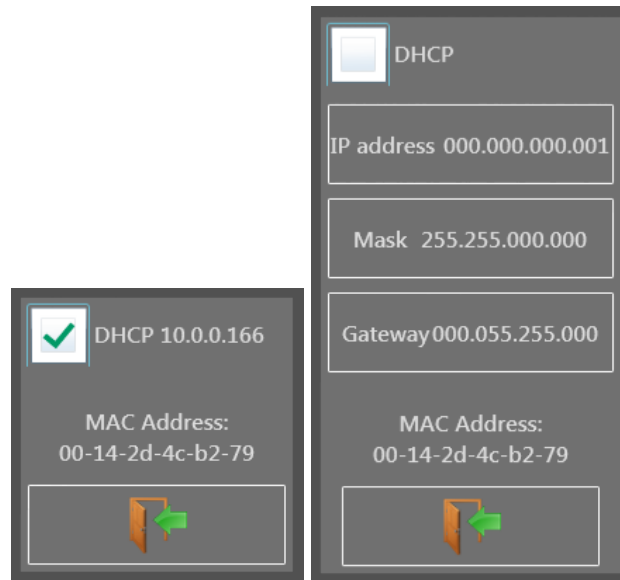 DHCP 10.0.0.166
MAC Address:
00-14-2d-4c-b2-79
DHCP
IP address 000.000.000.001
Mask 255.255.000.000
Gateway 000.055.255.000
MAC Address:
00-14-2d-4c-b2-79